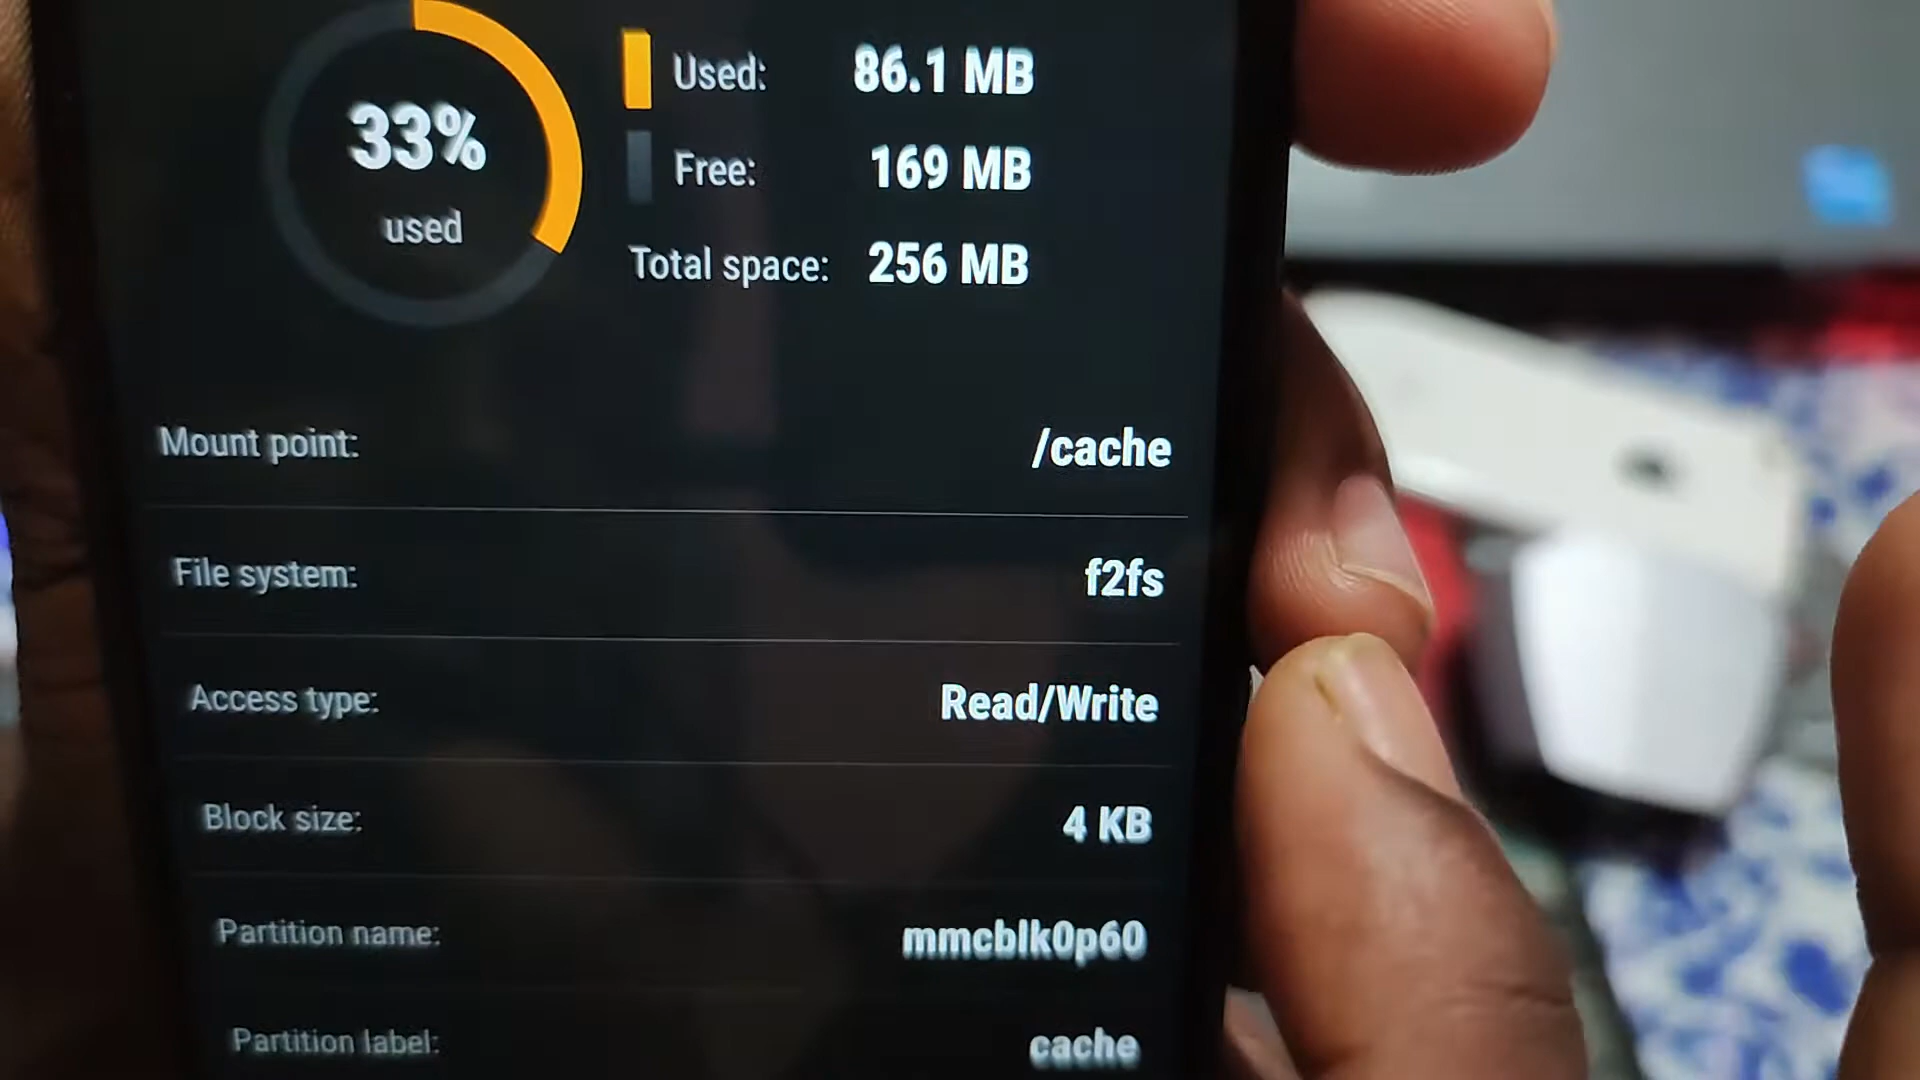 33%
used
Used: 86.1 MB
Free: 169 MB
Total space: 256 MB
Mount point: /cache
File system: f2fs
Access type: Read/Write
Block size: 4 KB
Partition name: mmcblk0p60
Partition label: cache